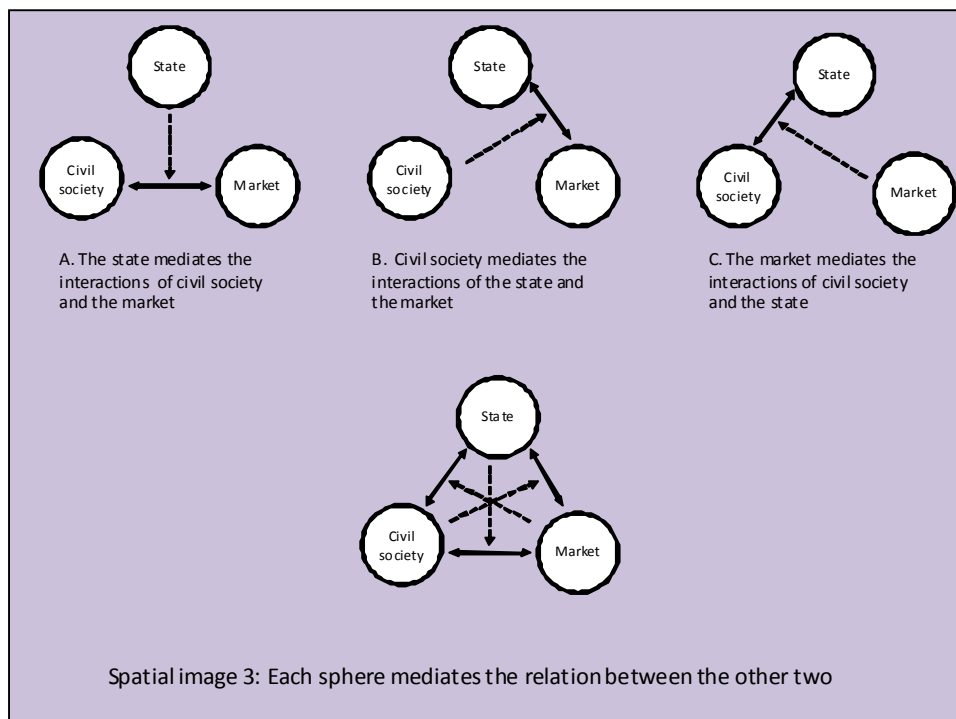 State
Civil
society
Market
A. The state mediates the
interactions of civil society
and the market
State
Civil
society
Market
B. Civil society mediates the
interactions of the state and
the market
State
Civil
society
Market
C. The market mediates the
interactions of civil society
and the state
State
Civil
society
Market
Spatial image 3: Each sphere mediates the relation between the other two